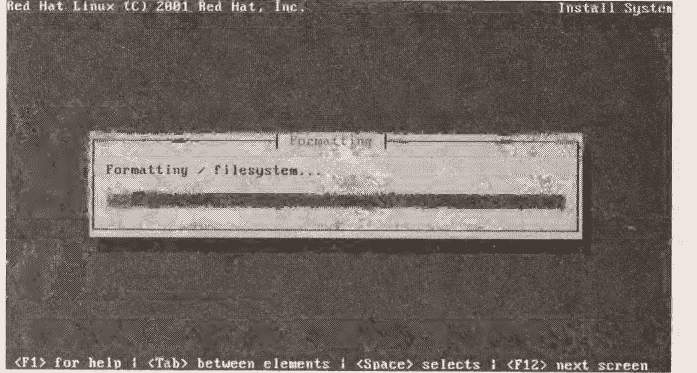 Red Hat Linux (C) 2001 Red Hat, Inc. Install System
Formatting
Formatting / filesystem...
<F1> for help | <Tab> between elements | <Space> selects | <F12> next screen